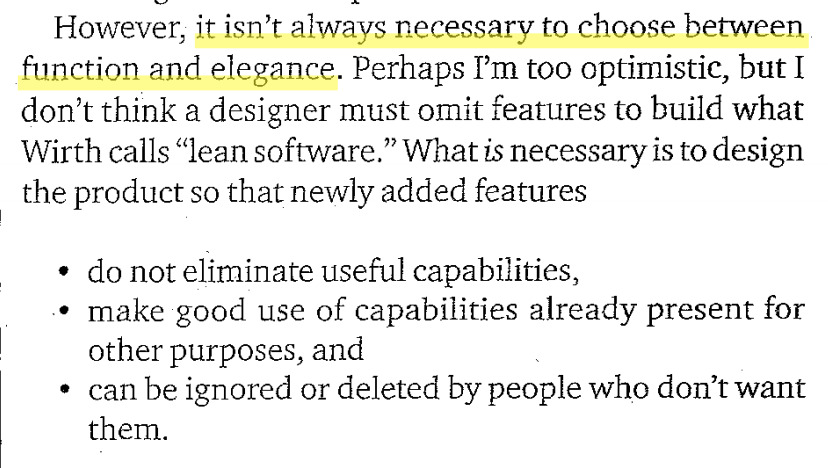 However, it isn’t always necessary to choose between
function and elegance. Perhaps I’m too optimistic, but I
don’t think a designer must omit features to build what
Wirth calls “lean software.” What is necessary is to design
the product so that newly added features
• do not eliminate useful capabilities,
• make good use of capabilities already present for
other purposes, and
• can be ignored or deleted by people who don’t want
them.